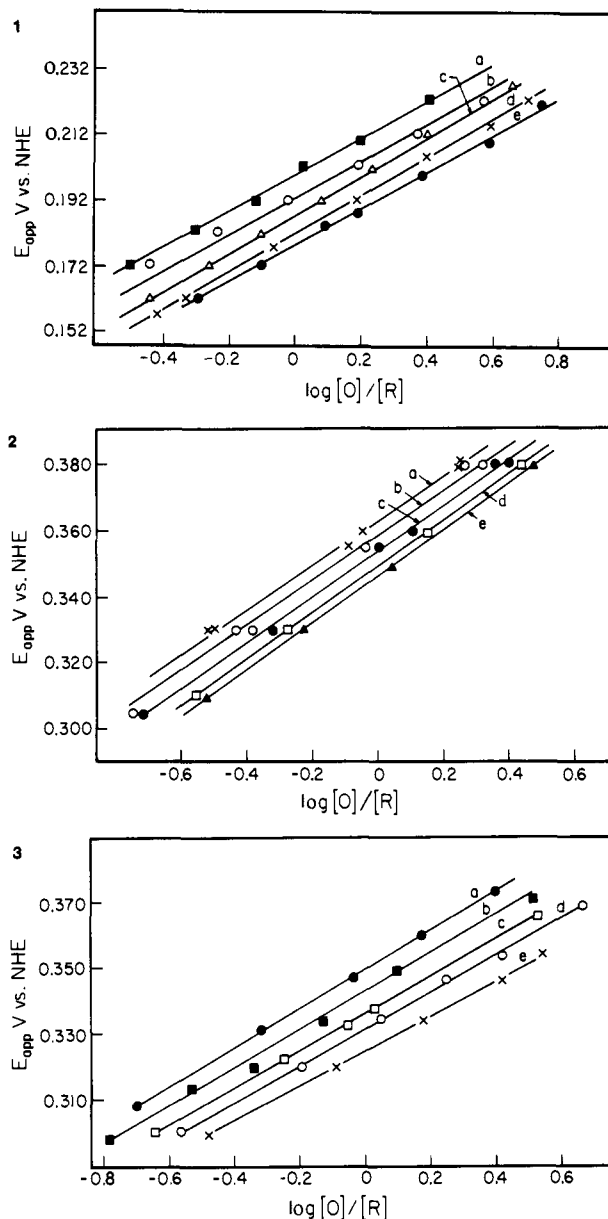 1
E_app V vs. NHE
0.232
0.212
0.192
0.172
0.152
a
c
b
d
e
-0.4 -0.2 0 0.2 0.4 0.6 0.8
log [O]/[R]
2
E_app V vs. NHE
0.380
0.360
0.330
0.320
0.300
a
b
c
d
e
-0.6 -0.4 -0.2 0 0.2 0.4 0.6
log [O]/[R]
3
E_app V vs. NHE
0.370
0.350
0.330
0.310
a
b
c
d
e
-0.8 -0.6 -0.4 -0.2 0 0.2 0.4 0.6
log [O]/[R]